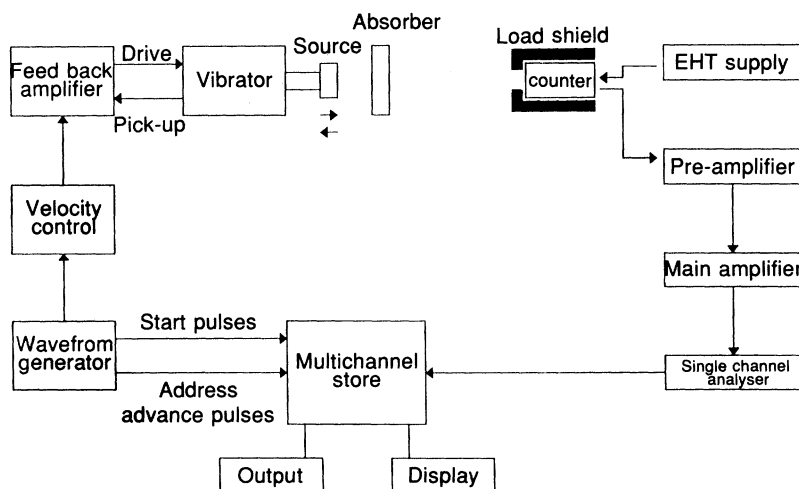 Absorber
Drive
Source
Load shield
Feed back
amplifier
Vibrator
counter
EHT supply
Pick-up
Pre-amplifier
Velocity
control
Main amplifier
Start pulses
Wavefrom
generator
Multichannel
store
Single channel
analyser
Address
advance pulses
Output
Display